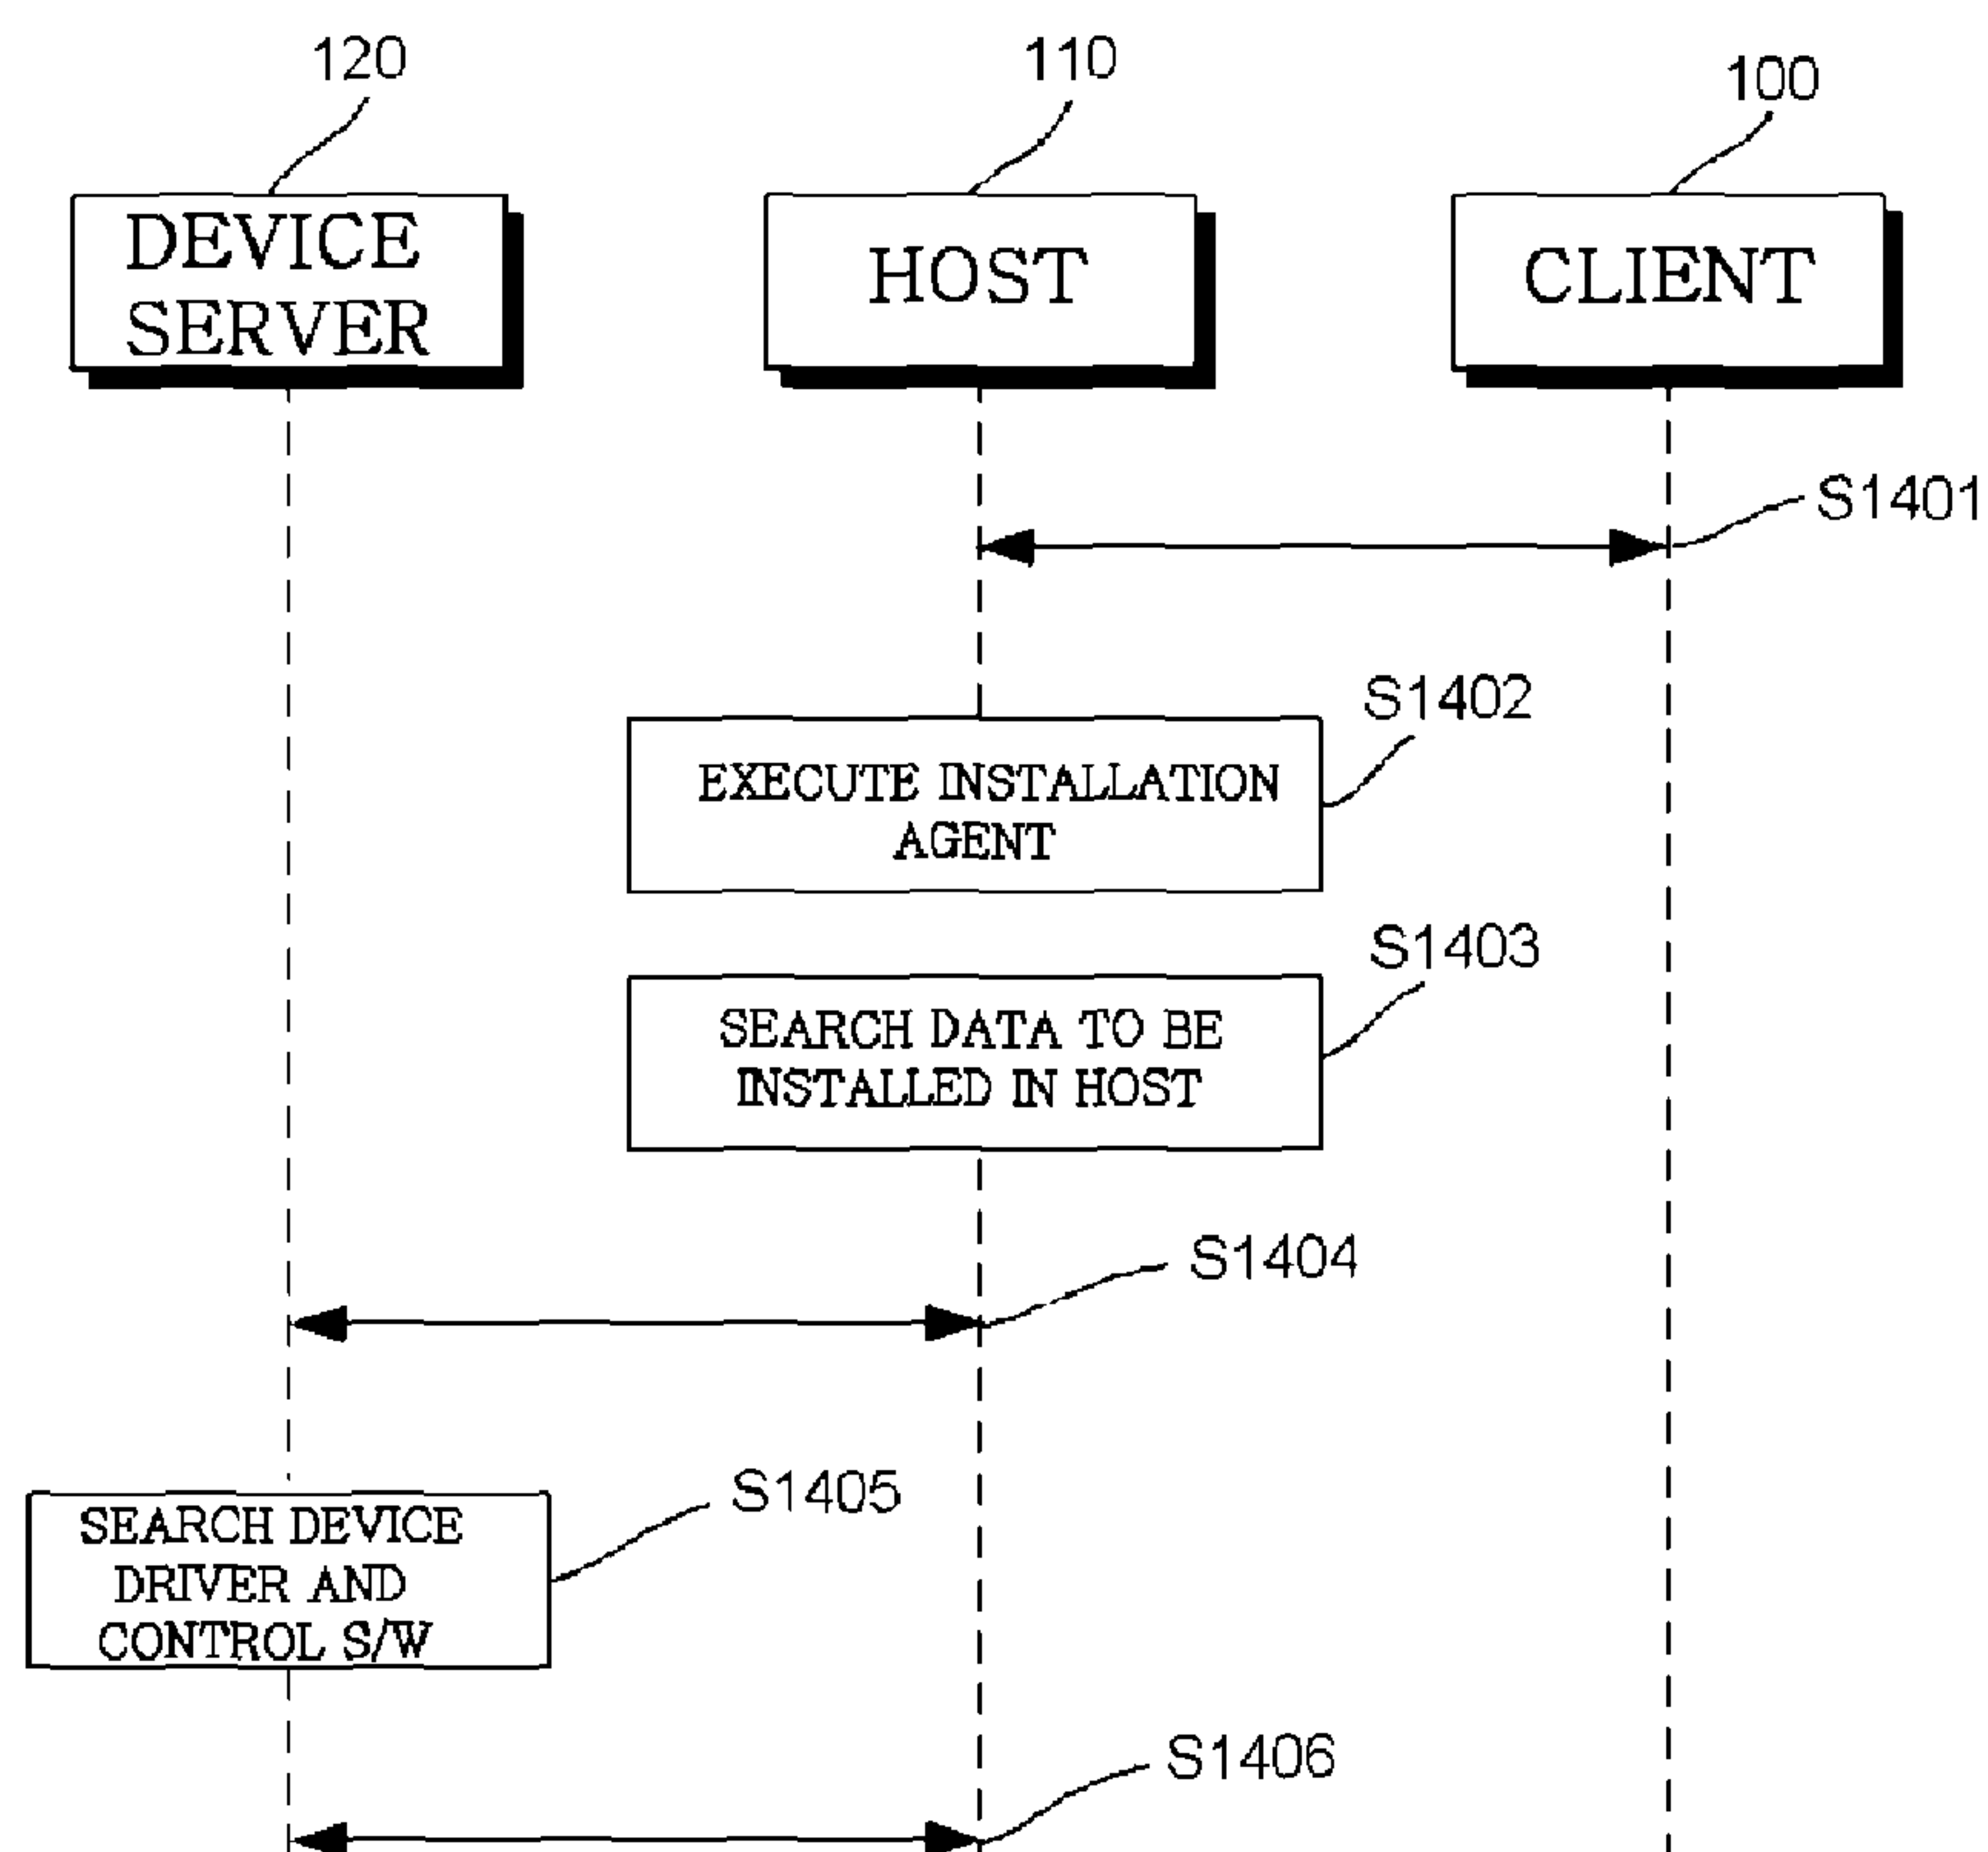 120
110
100
DEVICE
SERVER
HOST
CLIENT
S1401
S1402
EXECUTE INSTALLATION
AGENT
S1403
SEARCH DATA TO BE
INSTALLED IN HOST
S1404
S1405
SEARCH DEVICE
DRIVER AND
CONTROL S/W
S1406